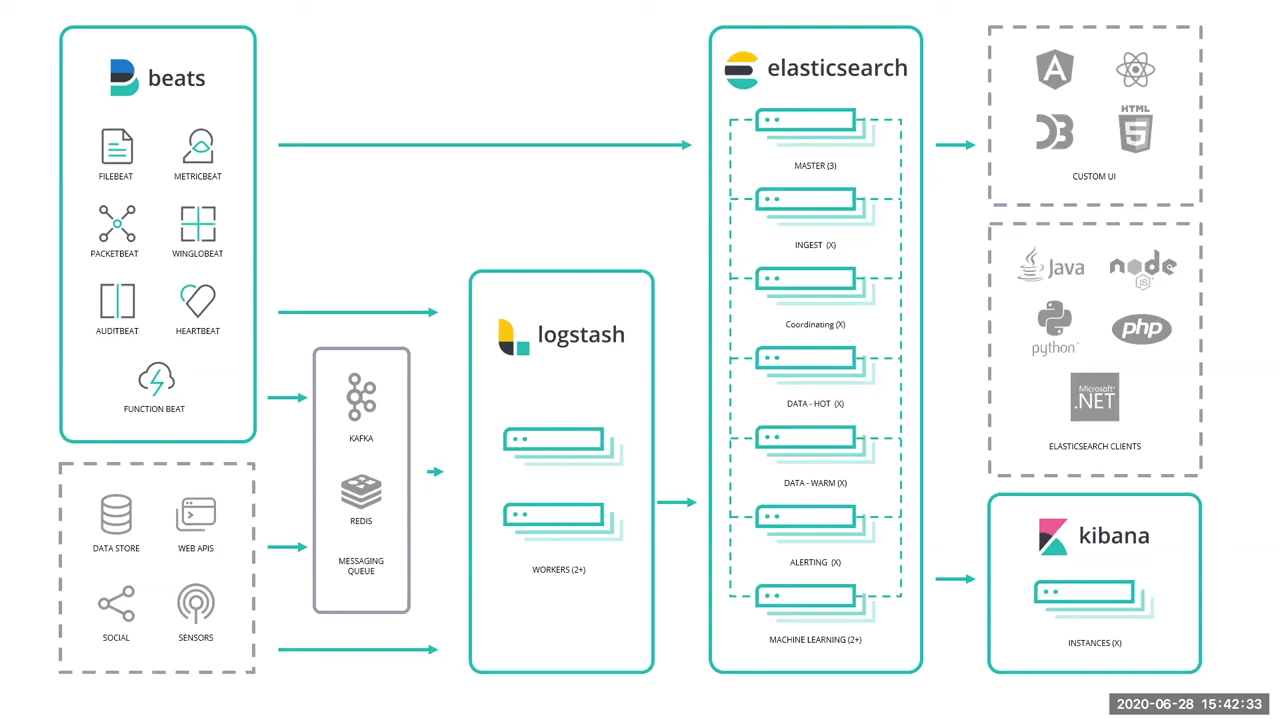 beats
FILEBEAT
METRICBEAT
PACKETBEAT
WINGLOBEAT
AUDITBEAT
HEARTBEAT
FUNCTION BEAT
DATA STORE
WEB APIS
SOCIAL
SENSORS
KAFKA
REDIS
MESSAGING
QUEUE
logstash
WORKERS (2+)
elasticsearch
MASTER (3)
INGEST (X)
Coordinating (X)
DATA - HOT (X)
DATA - WARM (X)
ALERTING (X)
MACHINE LEARNING (2+)
A
D3
HTML
5
CUSTOM UI
Java
node
JS
python
php
Microsoft
.NET
ELASTICSEARCH CLIENTS
kibana
INSTANCES (X)
2020-06-28 15:42:33